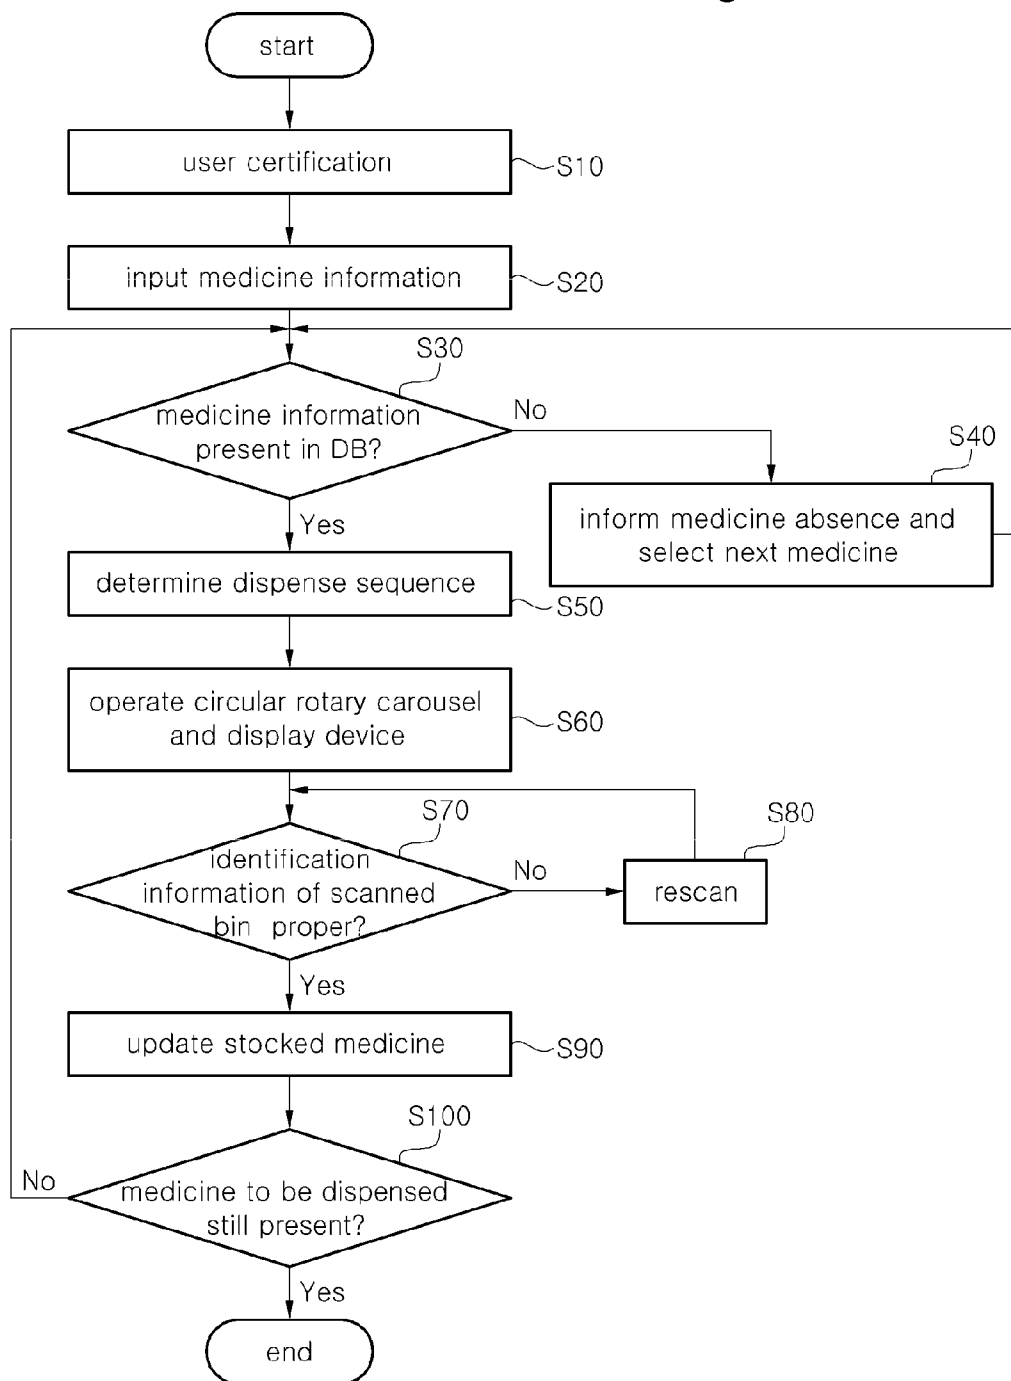 start
user certification
S10
input medicine information
S20
S30
medicine information
present in DB?
No
S40
inform medicine absence and
select next medicine
Yes
determine dispense sequence
S50
operate circular rotary carousel
and display device
S60
S70
identification
information of scanned
bin proper?
No
S80
rescan
Yes
update stocked medicine
S90
S100
medicine to be dispensed
still present?
No
Yes
end